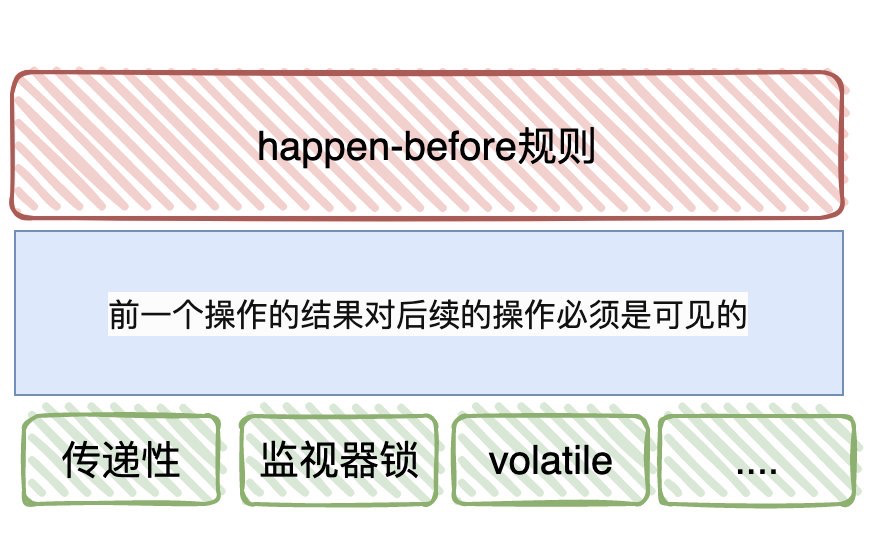 happen-before规则
前一个操作的结果对后续的操作必须是可见的
传递性
监视器锁
volatile
....